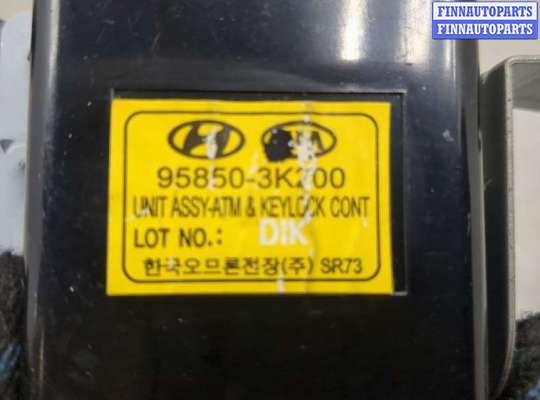 FINNAUTOPARTS
FINNAUTOPARTS
95850-3K200
UNIT ASSY-ATM & KEYLOCK CONT
LOT NO.: DIK
한국오므론전장(주) SR73